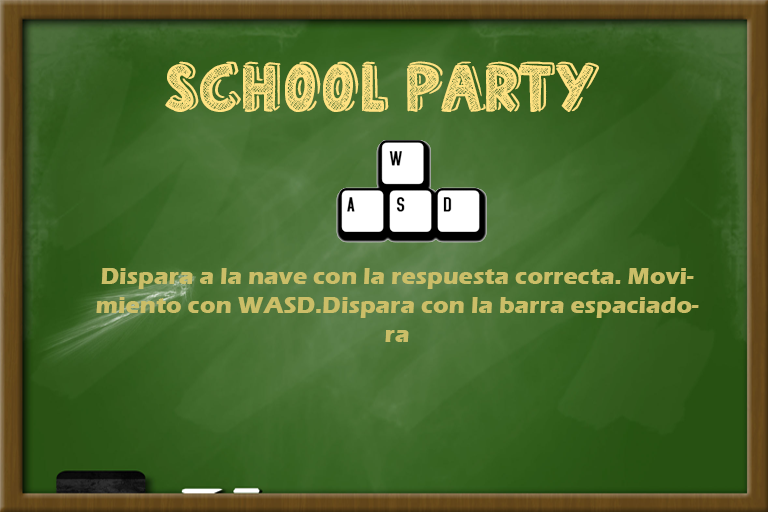 SCHOOL PARTY
W
A S D
Dispara a la nave con la respuesta correcta. Movi-
miento con WASD.Dispara con la barra espaciado-
ra